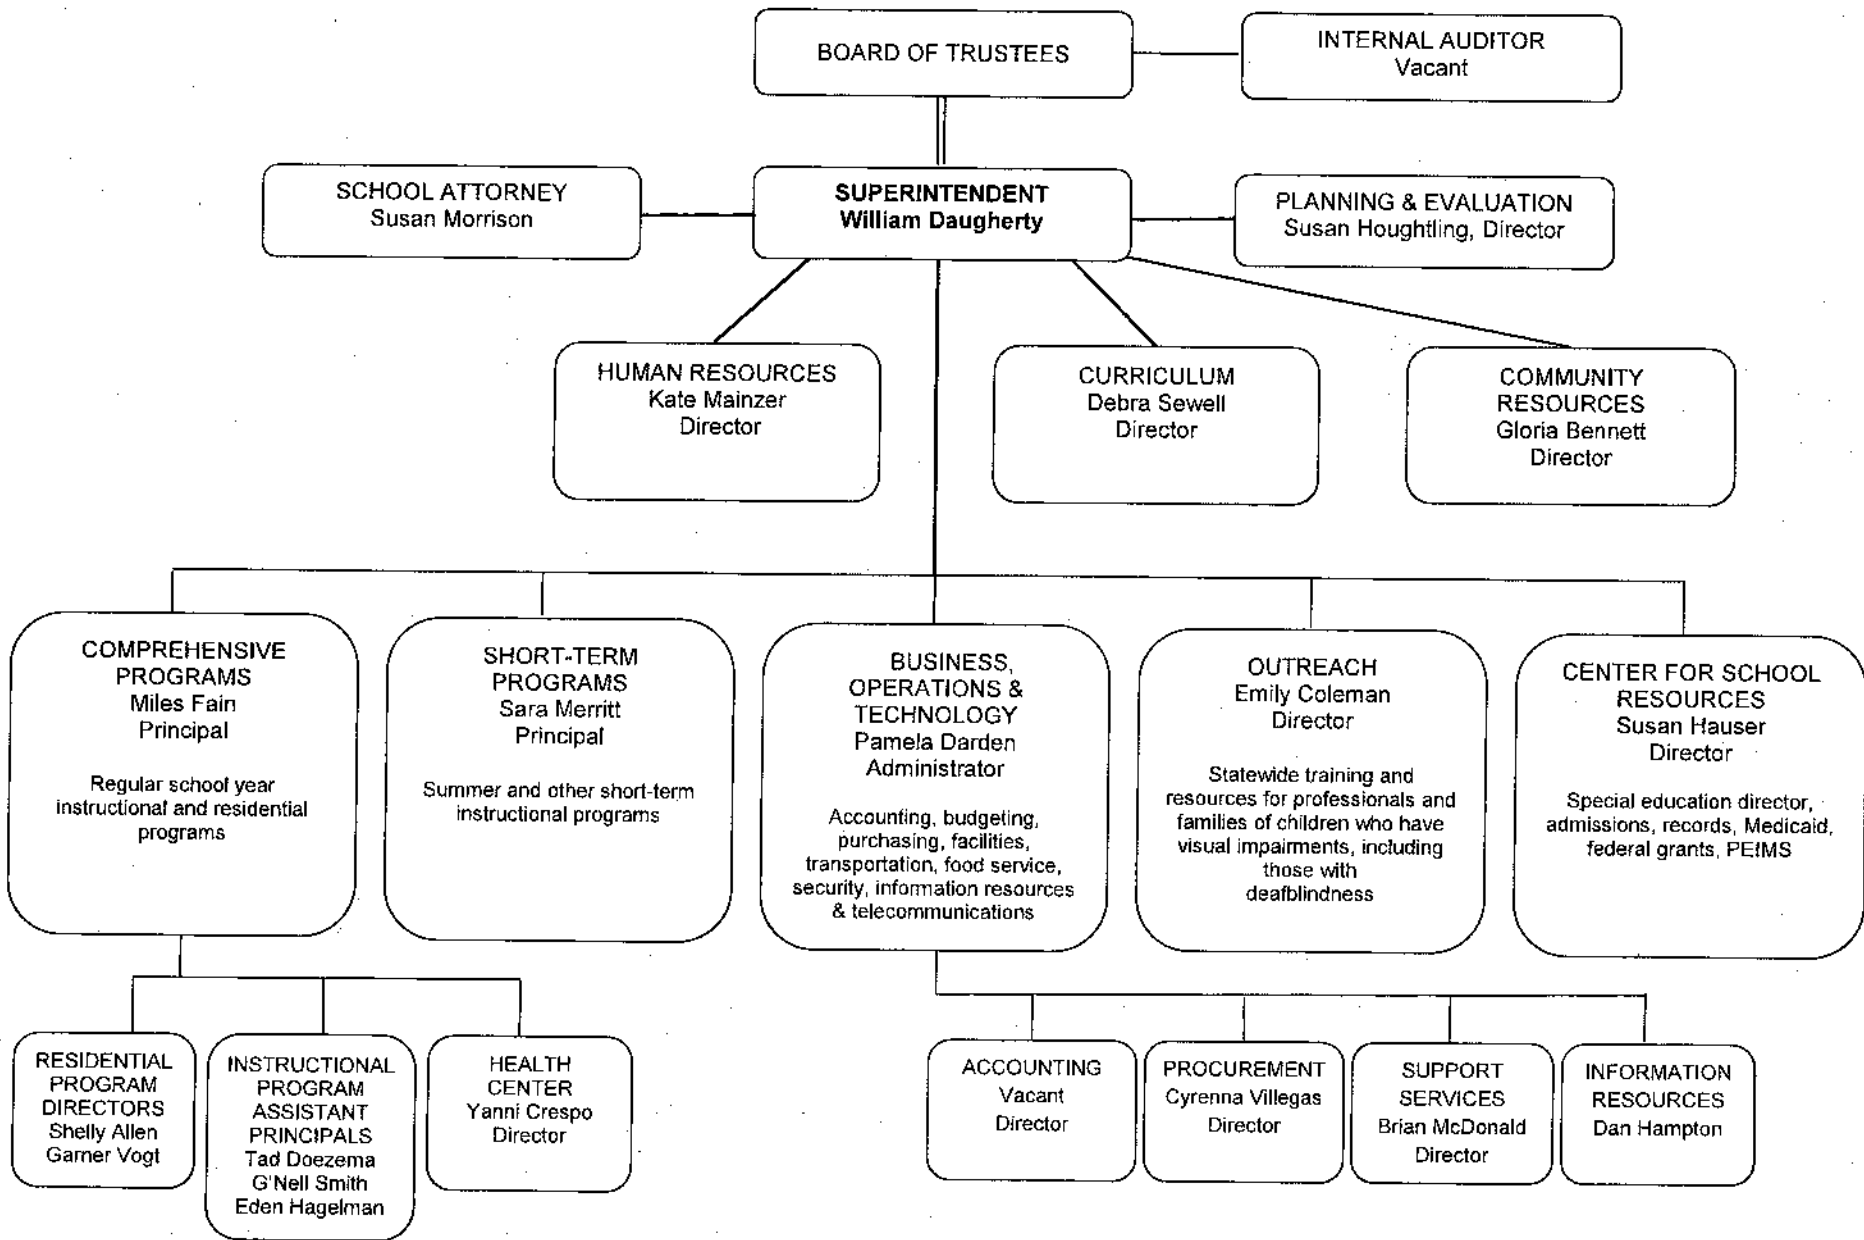 BOARD OF TRUSTEES
INTERNAL AUDITOR
Vacant
SCHOOL ATTORNEY
Susan Morrison
SUPERINTENDENT
William Daugherty
PLANNING & EVALUATION
Susan Houghtling, Director
HUMAN RESOURCES
Kate Mainzer
Director
CURRICULUM
Debra Sewell
Director
COMMUNITY
RESOURCES
Gloria Bennett
Director
COMPREHENSIVE
PROGRAMS
Miles Fain
Principal
Regular school year
instructional and residential
programs
SHORT-TERM
PROGRAMS
Sara Merritt
Principal
Summer and other short-term
instructional programs
BUSINESS,
OPERATIONS &
TECHNOLOGY
Pamela Darden
Administrator
Accounting, budgeting,
purchasing, facilities,
transportation, food service,
security, information resources
& telecommunications
OUTREACH
Emily Coleman
Director
Statewide training and
resources for professionals and
families of children who have
visual impairments, including
those with
deafblindness
CENTER FOR SCHOOL
RESOURCES
Susan Hauser
Director
Special education director,
admissions, records, Medicaid,
federal grants, PEIMS
RESIDENTIAL
PROGRAM
DIRECTORS
Shelly Allen
Garner Vogt
INSTRUCTIONAL
PROGRAM
ASSISTANT
PRINCIPALS
Tad Doezema
G'Nell Smith
Eden Hagelman
HEALTH
CENTER
Yanni Crespo
Director
ACCOUNTING
Vacant
Director
PROCUREMENT
Cyrenna Villegas
Director
SUPPORT
SERVICES
Brian McDonald
Director
INFORMATION
RESOURCES
Dan Hampton